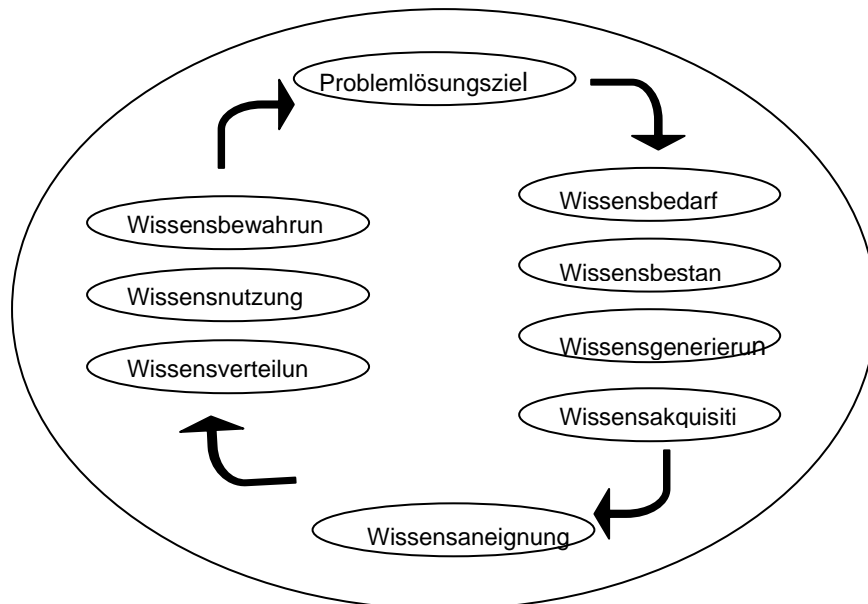 Problemlösungsziel
Wissensbedarf
Wissensbestan
Wissensgenerierun
Wissensakquisiti
Wissensaneignung
Wissensverteilun
Wissensnutzung
Wissensbewahrun